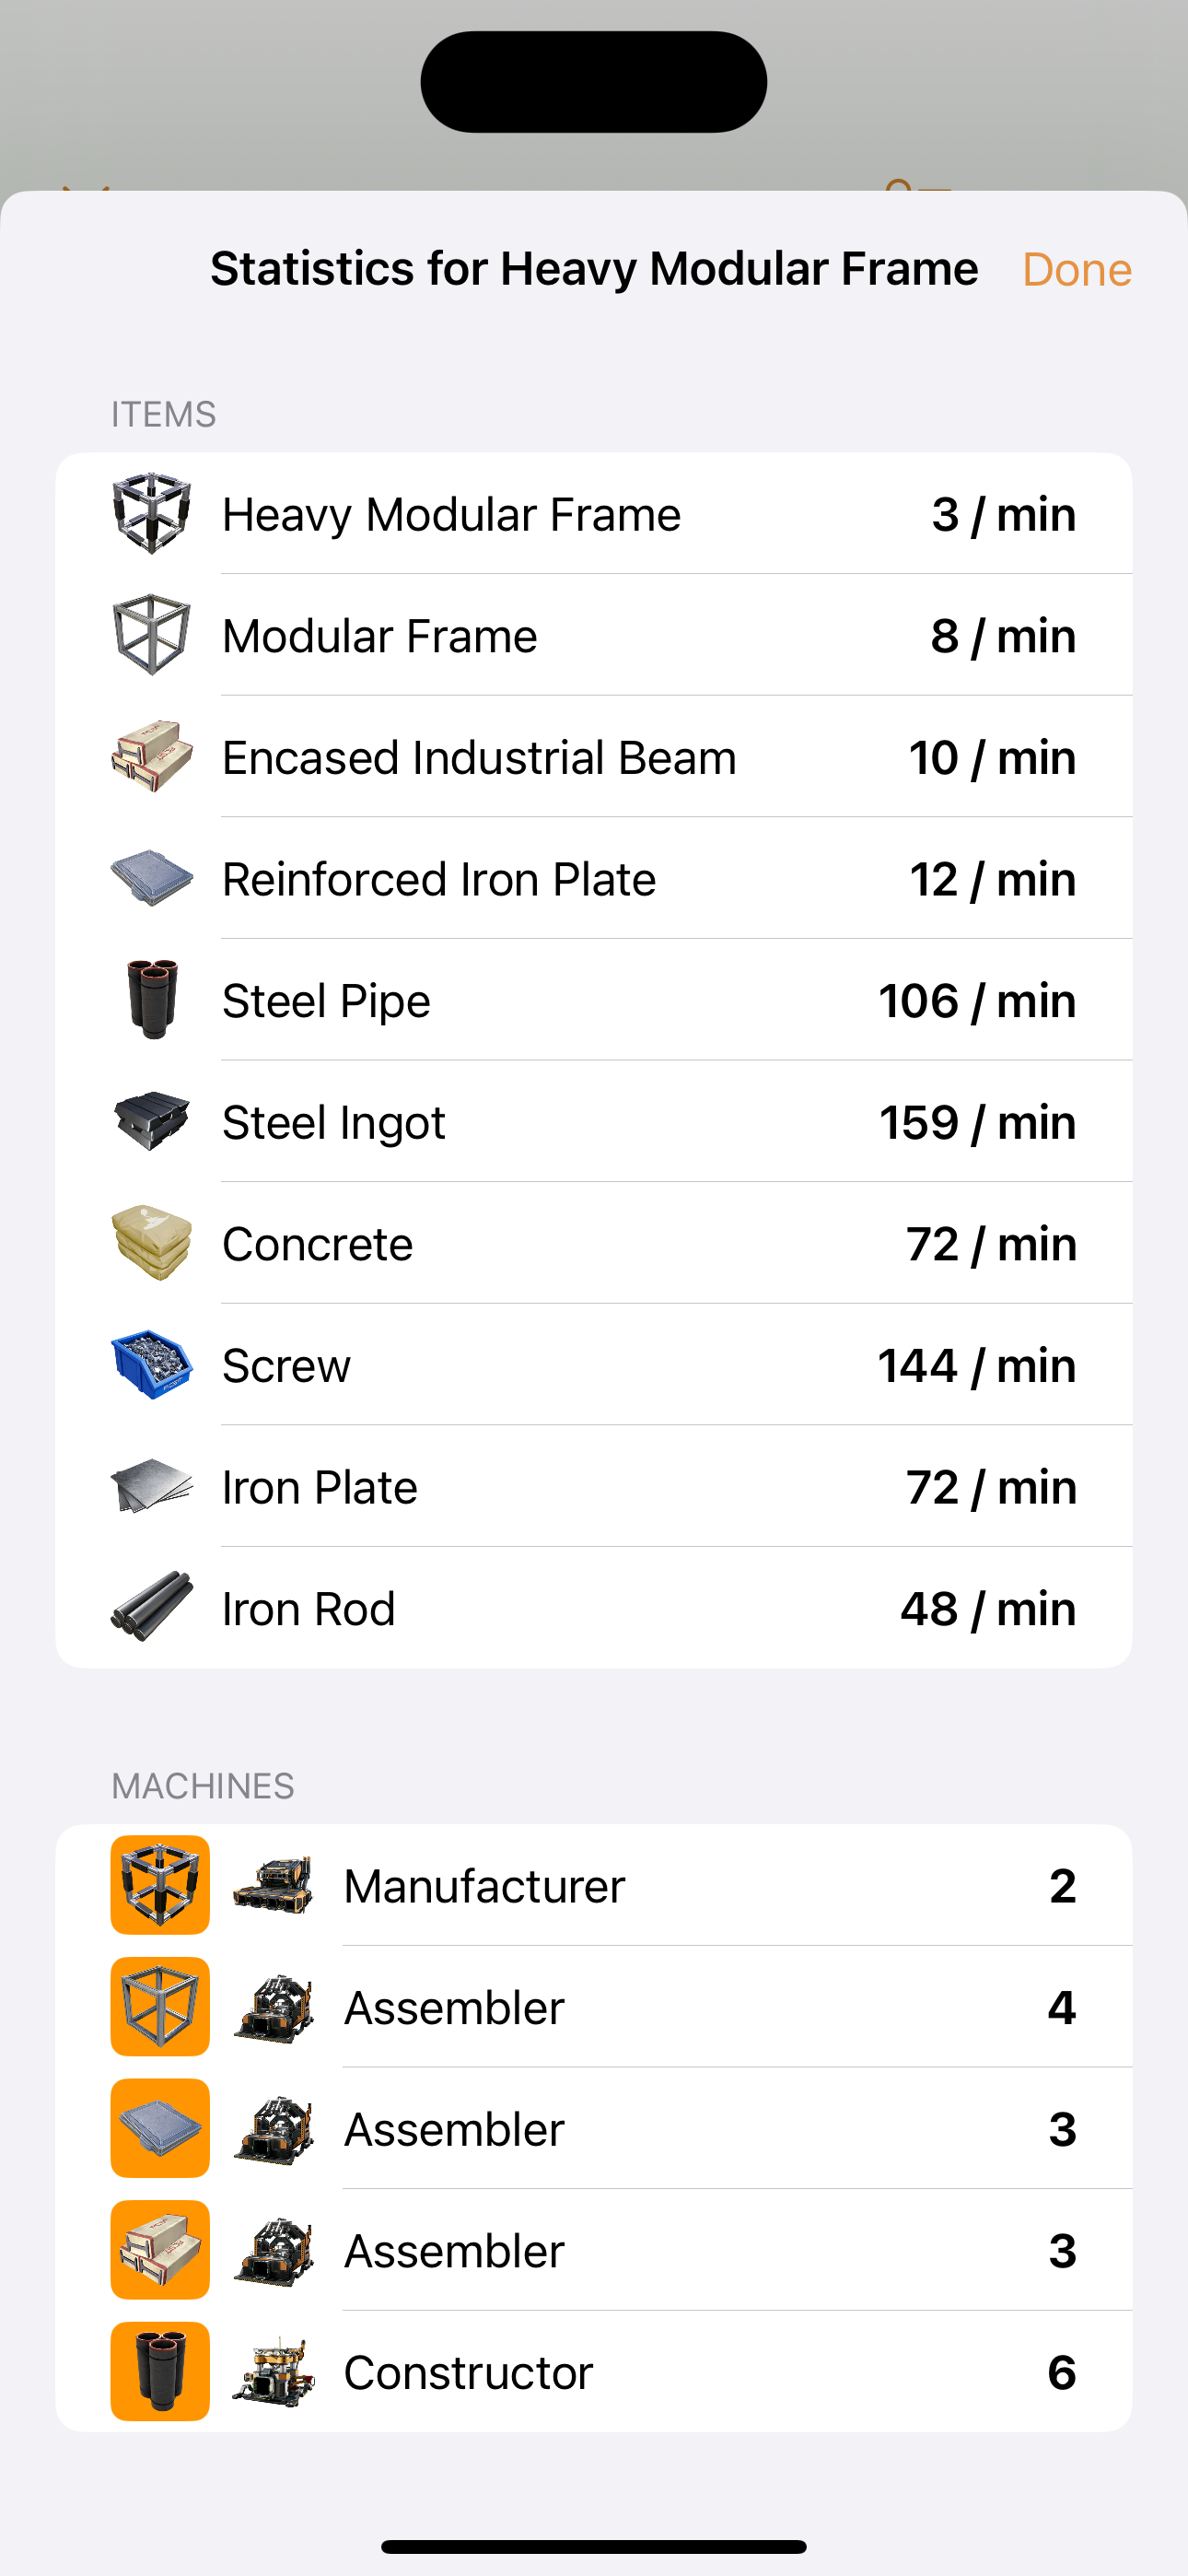 Statistics for Heavy Modular Frame Done
ITEMS
Heavy Modular Frame 3 / min
Modular Frame 8 / min
Encased Industrial Beam 10 / min
Reinforced Iron Plate 12 / min
Steel Pipe 106 / min
Steel Ingot 159 / min
Concrete 72 / min
Screw 144 / min
Iron Plate 72 / min
Iron Rod 48 / min
MACHINES
Manufacturer 2
Assembler 4
Assembler 3
Assembler 3
Constructor 6